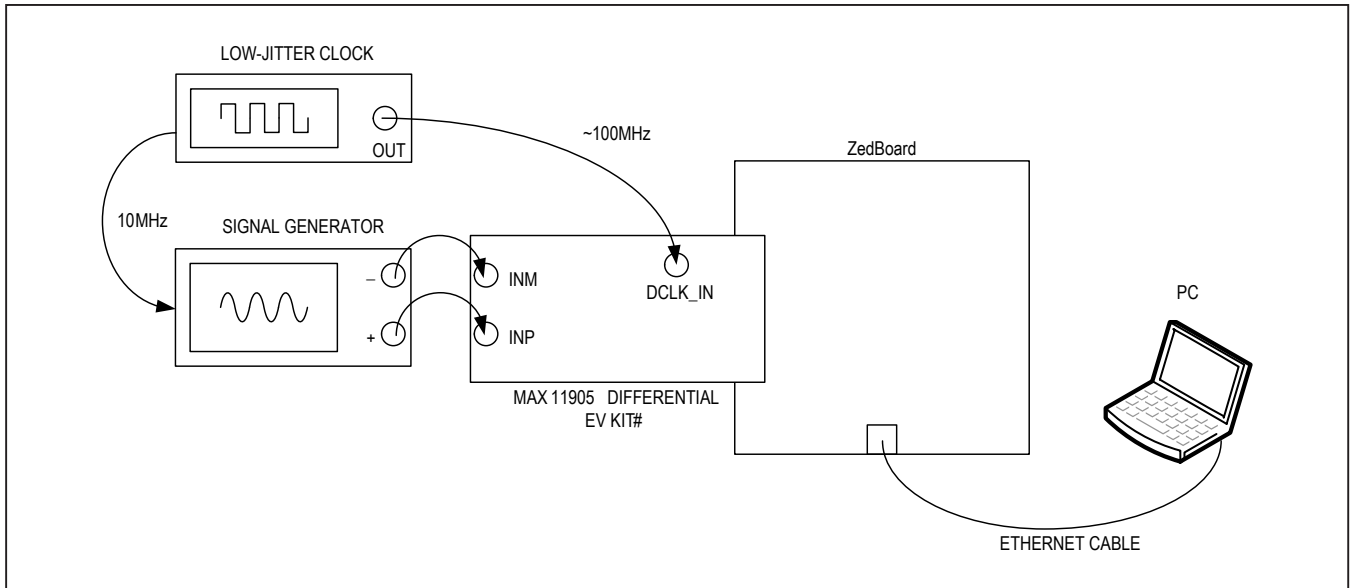 LOW-JITTER CLOCK
OUT
~100MHz
ZedBoard
10MHz
SIGNAL GENERATOR
–
+
INM
INP
DCLK_IN
MAX 11905 DIFFERENTIAL
EV KIT#
PC
ETHERNET CABLE